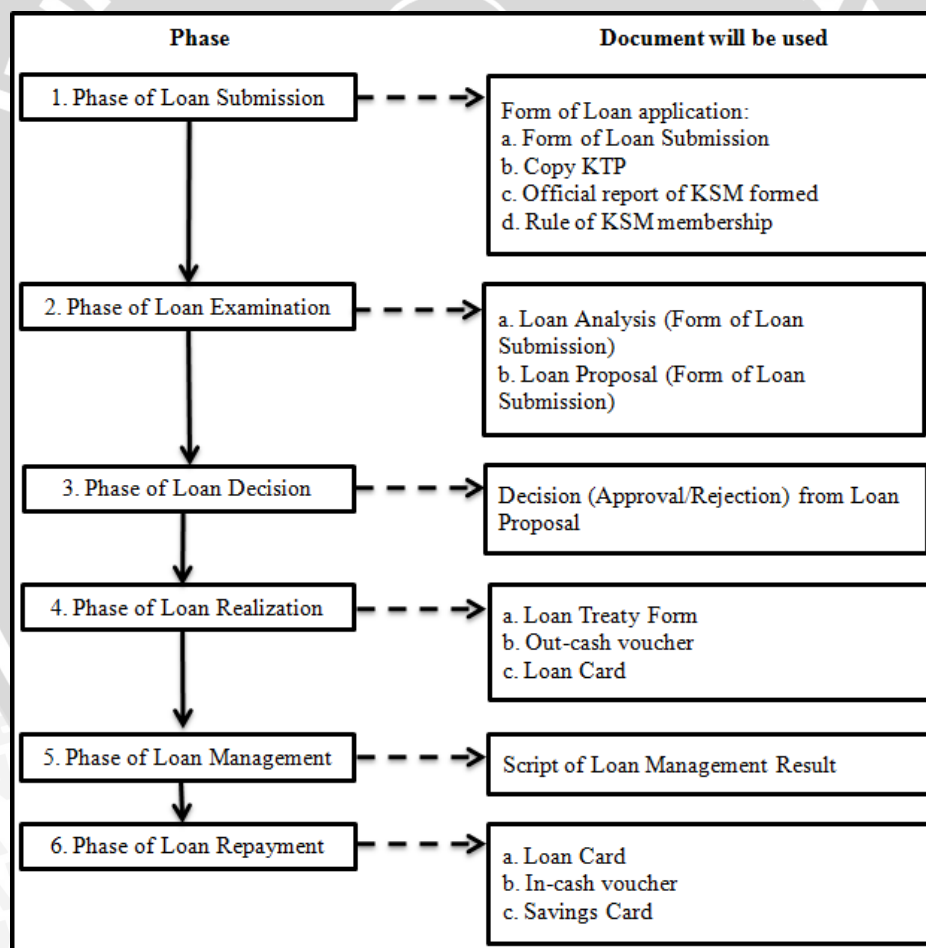 Phase
Document will be used
1. Phase of Loan Submission
Form of Loan application:
a. Form of Loan Submission
b. Copy KTP
c. Official report of KSM formed
d. Rule of KSM membership
2. Phase of Loan Examination
a. Loan Analysis (Form of Loan
Submission)
b. Loan Proposal (Form of Loan
Submission)
3. Phase of Loan Decision
Decision (Approval/Rejection) from Loan
Proposal
4. Phase of Loan Realization
a. Loan Treaty Form
b. Out-cash voucher
c. Loan Card
5. Phase of Loan Management
Script of Loan Management Result
6. Phase of Loan Repayment
a. Loan Card
b. In-cash voucher
c. Savings Card